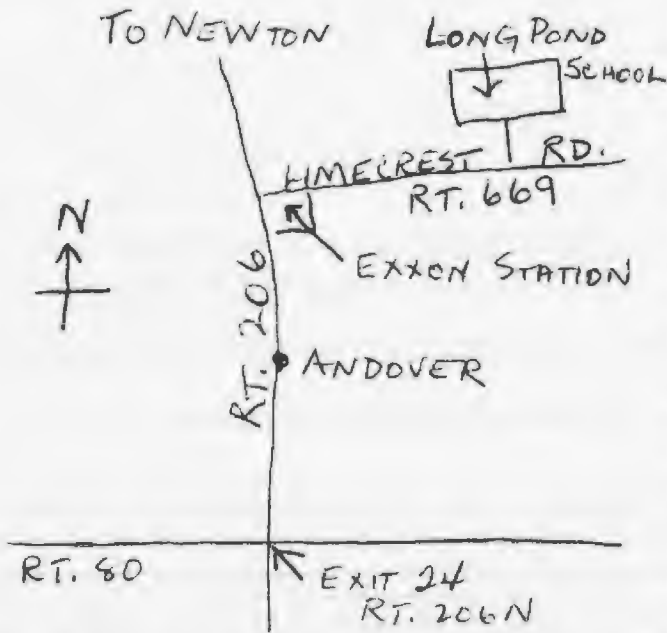 TO NEWTON
LONG POND
SCHOOL
LIMECREST RD.
RT. 669
N
EXXON STATION
RT. 206
ANDOVER
RT. 80
EXIT 24
RT. 206N